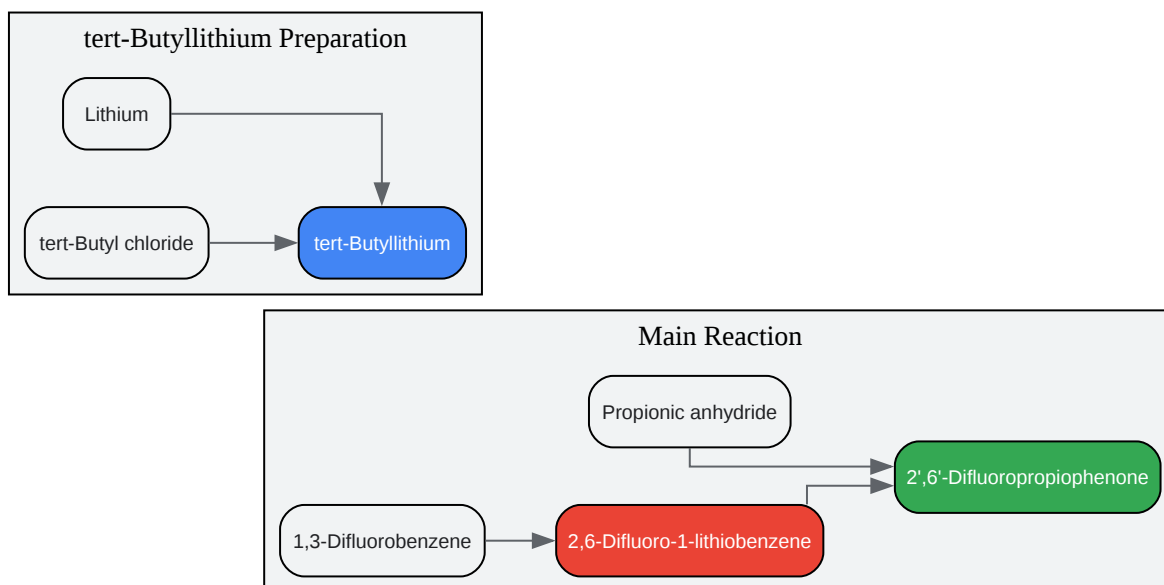 tert-Butyllithium Preparation
Lithium
tert-Butyl chloride
tert-Butyllithium
Main Reaction
Propionic anhydride
2',6'-Difluoropropiophenone
1,3-Difluorobenzene
2,6-Difluoro-1-lithiobenzene